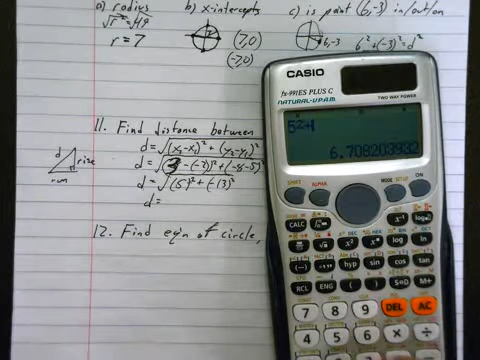 a) radius b) x-intercepts c) is point (6,-3) in/out/on
√r² = √49
r = 7 (7,0) 6,-3 6²+(-3)²=d²
(-7,0)
11. Find distance between
d=√(x₁-x₂)²+(y₂-y₁)²
d=√(3-(-2))²+(-8-5)²
d=√(5)²+(-13)²
d=
d rise
run
12. Find eqn of circle,
CASIO
fx-991ES PLUS C
NATURAL-V.P.A.M. TWO WAY POWER
5²+
6.708203932
SHIFT ALPHA MODE SETUP ON
CALC x⁻¹
x² log ln
(-) hyp sin cos tan
RCL ENG ( ) S⇔D M+
7 8 9 DEL AC
4 5 6 × ÷